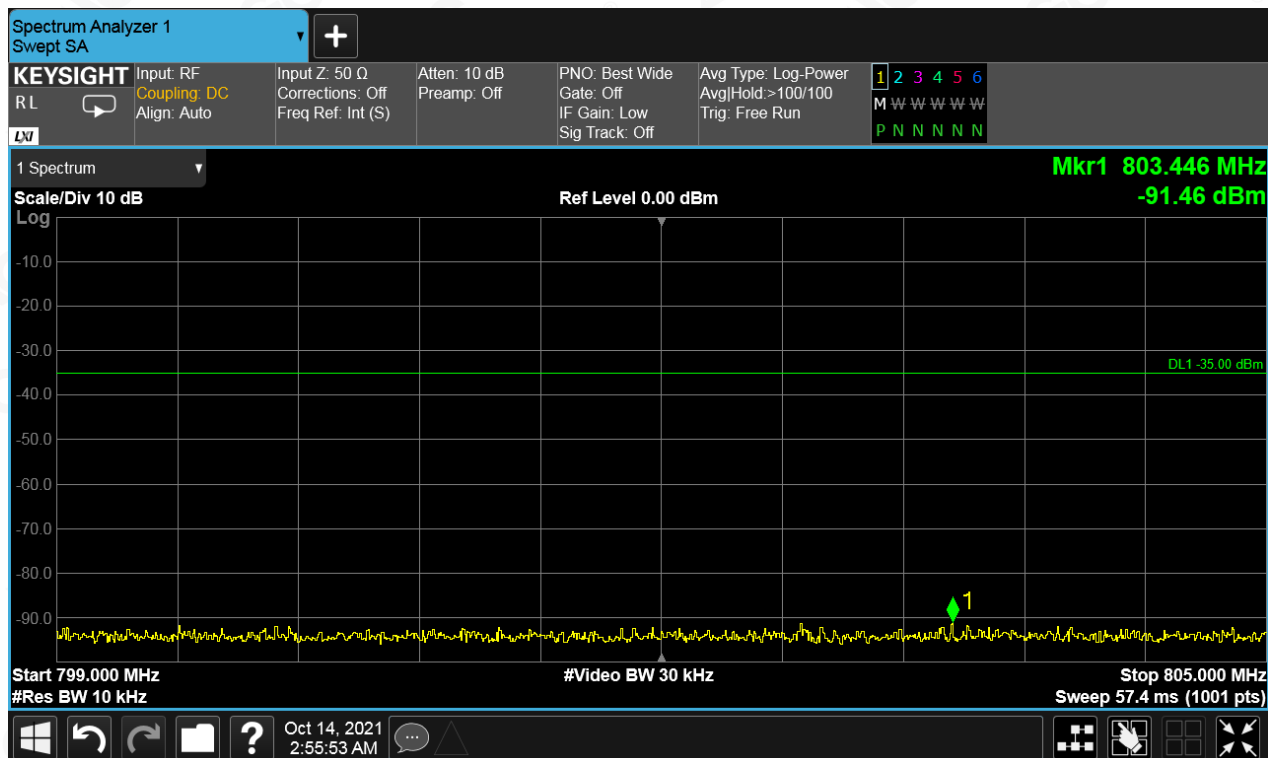 Spectrum Analyzer 1
Swept SA
+
KEYSIGHT
RL
LXI
Input: RF
Coupling: DC
Align: Auto
Input Z: 50 Ω
Corrections: Off
Freq Ref: Int (S)
Atten: 10 dB
Preamp: Off
PNO: Best Wide
Gate: Off
IF Gain: Low
Sig Track: Off
Avg Type: Log-Power
Avg|Hold:>100/100
Trig: Free Run
1 2 3 4 5 6
M W W W W W
P N N N N N
1 Spectrum
Mkr1 803.446 MHz
Scale/Div 10 dB
Ref Level 0.00 dBm
-91.46 dBm
Log
-10.0
-20.0
-30.0
DL1 -35.00 dBm
-40.0
-50.0
-60.0
-70.0
-80.0
1
-90.0
Start 799.000 MHz
#Video BW 30 kHz
Stop 805.000 MHz
#Res BW 10 kHz
Sweep 57.4 ms (1001 pts)
?
Oct 14, 2021
2:55:53 AM